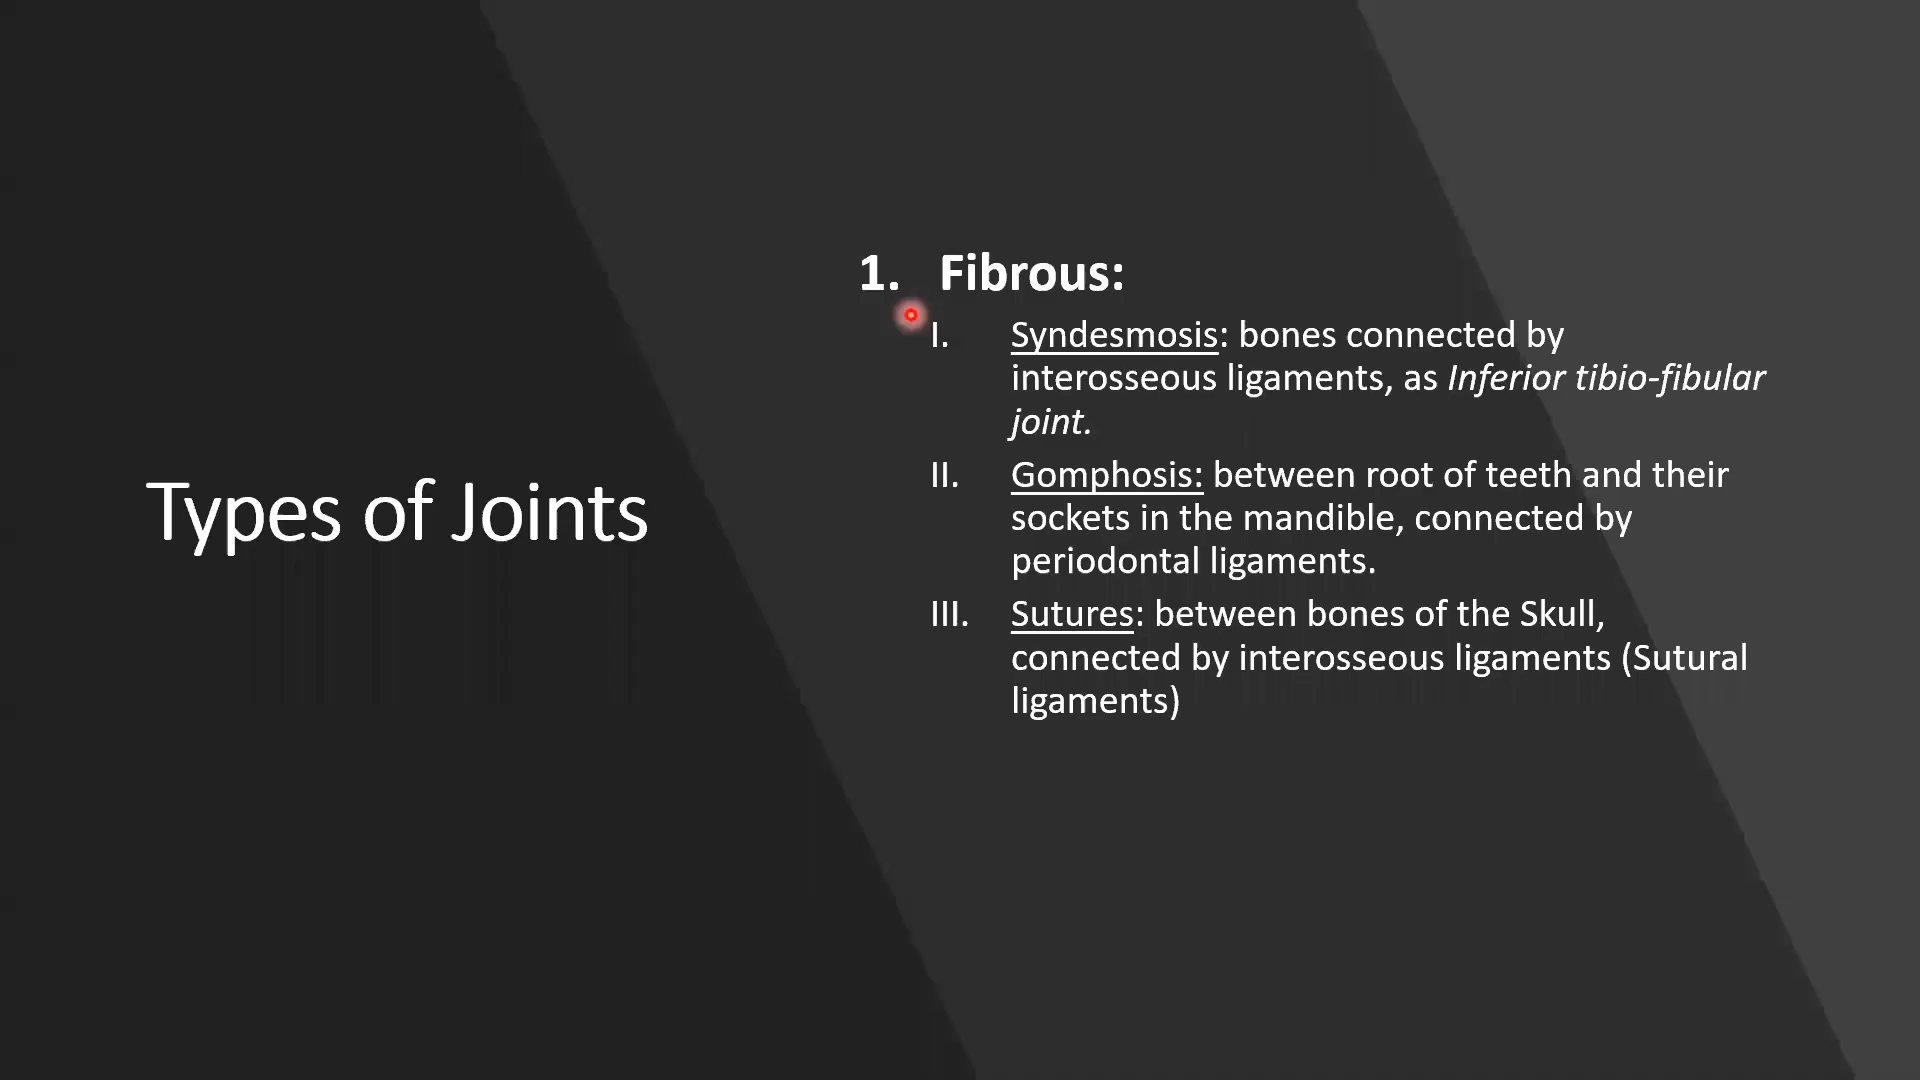 Types of Joints
1. Fibrous:
I. Syndesmosis: bones connected by
interosseous ligaments, as Inferior tibio-fibular
joint.
II. Gomphosis: between root of teeth and their
sockets in the mandible, connected by
periodontal ligaments.
III. Sutures: between bones of the Skull,
connected by interosseous ligaments (Sutural
ligaments)